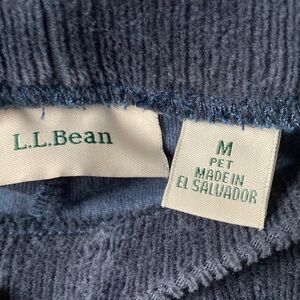 L.L.Bean
M
PET
MADE IN
EL SALVADOR